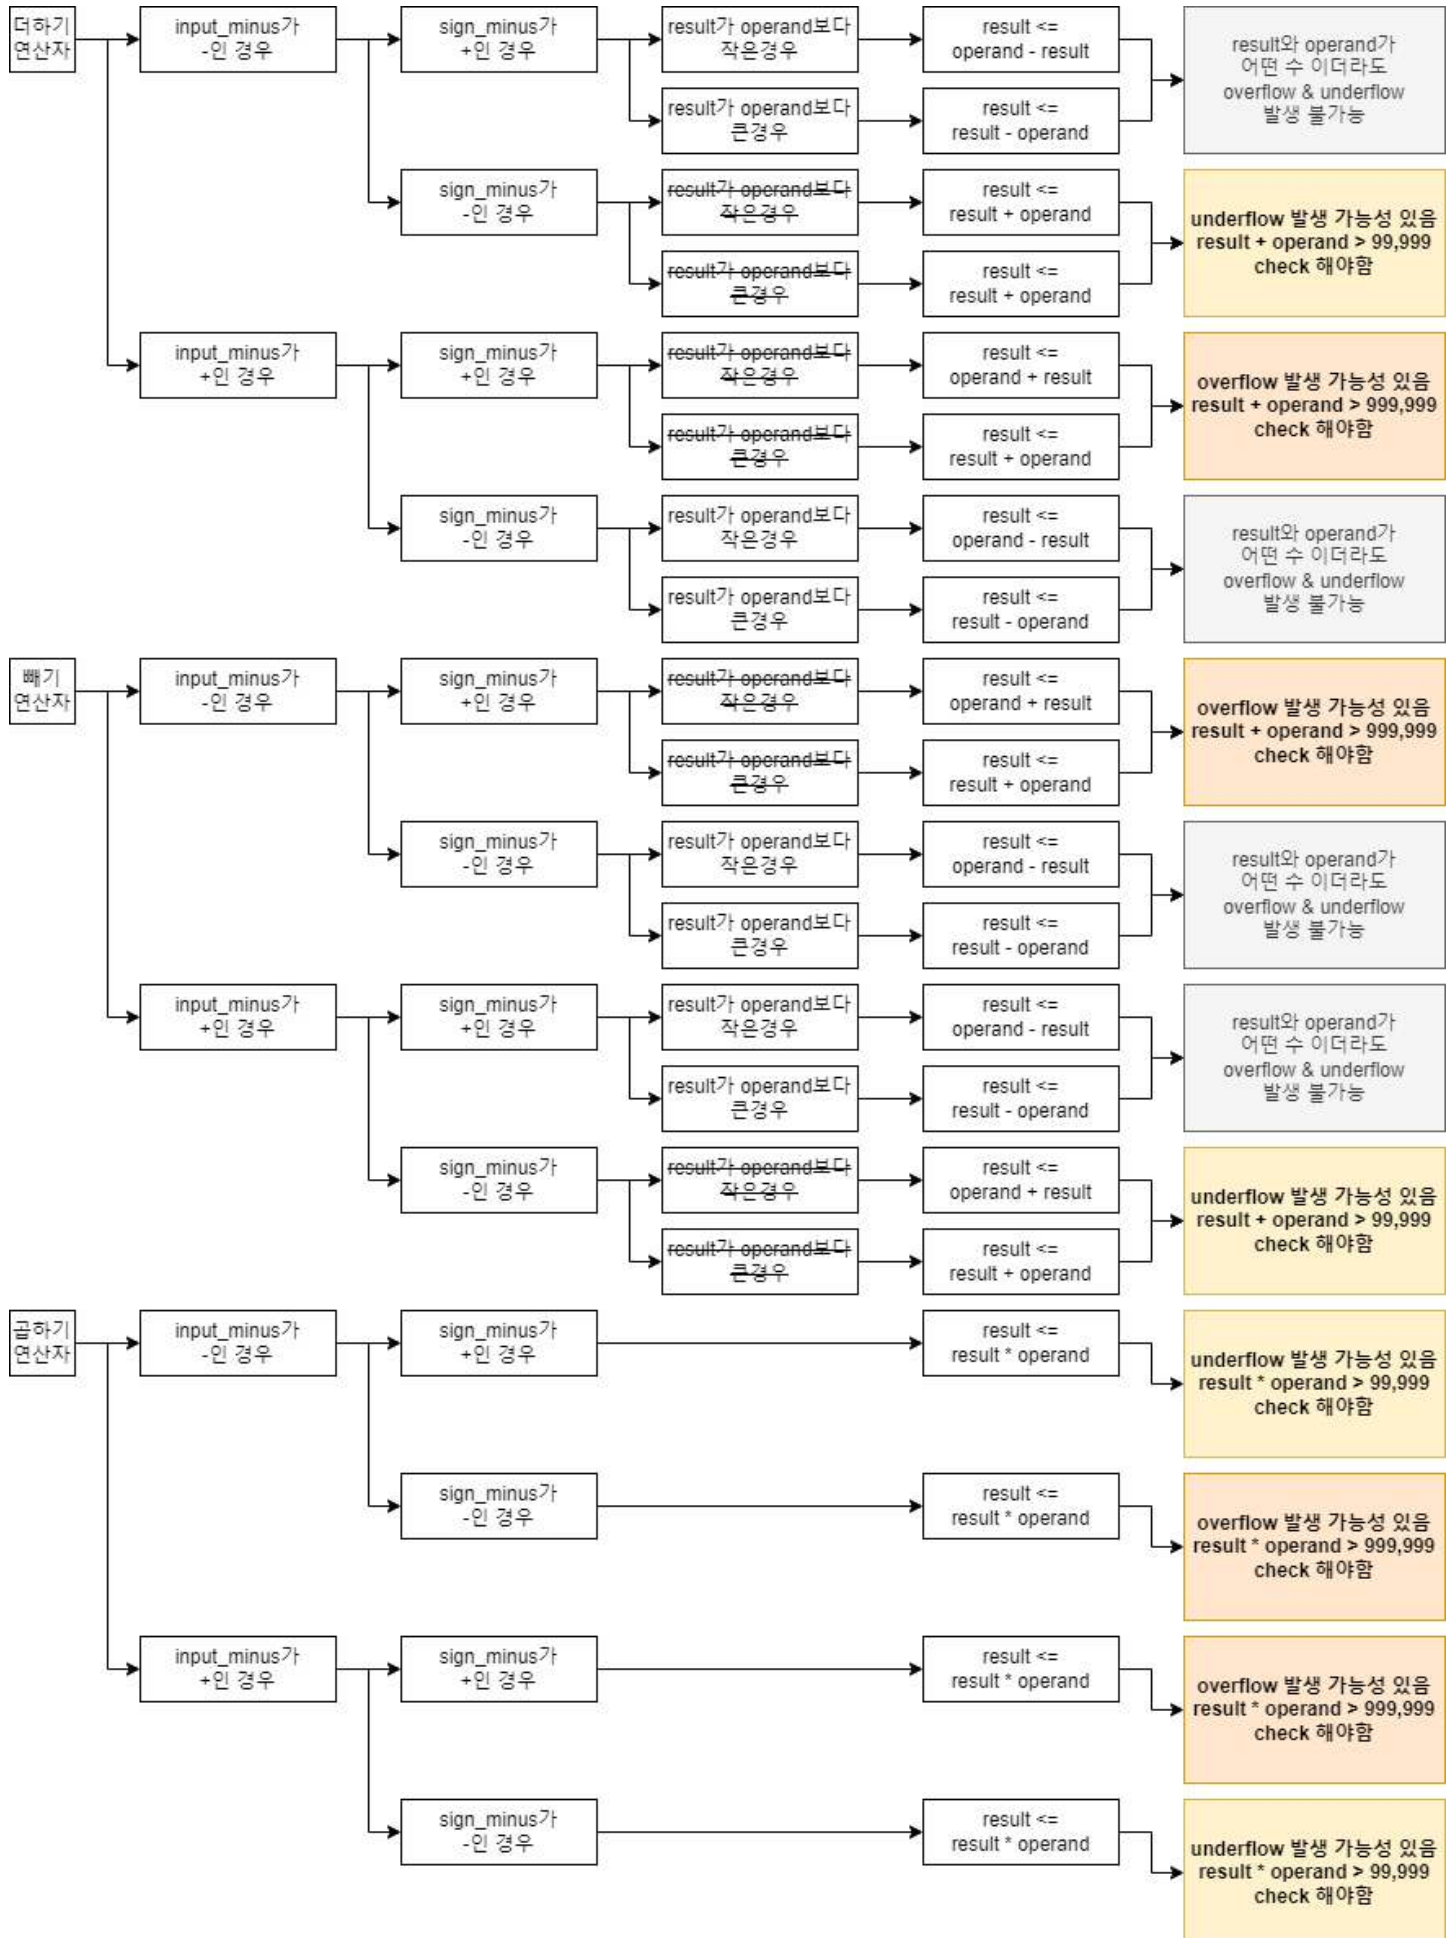 더하기
연산자
input_minus가
-인 경우
sign_minus가
+인 경우
result가 operand보다
작은경우
result <=
operand - result
result와 operand가
어떤 수 이더라도
overflow & underflow
발생 불가능
result가 operand보다
큰경우
result <=
result - operand
sign_minus가
-인 경우
result가 operand보다
작은경우
result <=
result + operand
underflow 발생 가능성 있음
result + operand > 99,999
check 해야함
result가 operand보다
큰경우
result <=
result + operand
input_minus가
+인 경우
sign_minus가
+인 경우
result가 operand보다
작은경우
result <=
operand + result
overflow 발생 가능성 있음
result + operand > 999,999
check 해야함
result가 operand보다
큰경우
result <=
result + operand
sign_minus가
-인 경우
result가 operand보다
작은경우
result <=
operand - result
result와 operand가
어떤 수 이더라도
overflow & underflow
발생 불가능
result가 operand보다
큰경우
result <=
result - operand
빼기
연산자
input_minus가
-인 경우
sign_minus가
+인 경우
result가 operand보다
작은경우
result <=
operand + result
overflow 발생 가능성 있음
result + operand > 999,999
check 해야함
result가 operand보다
큰경우
result <=
result + operand
sign_minus가
-인 경우
result가 operand보다
작은경우
result <=
operand - result
result와 operand가
어떤 수 이더라도
overflow & underflow
발생 불가능
result가 operand보다
큰경우
result <=
result - operand
input_minus가
+인 경우
sign_minus가
+인 경우
result가 operand보다
작은경우
result <=
operand - result
result와 operand가
어떤 수 이더라도
overflow & underflow
발생 불가능
result가 operand보다
큰경우
result <=
result - operand
sign_minus가
-인 경우
result가 operand보다
작은경우
result <=
operand + result
underflow 발생 가능성 있음
result + operand > 99,999
check 해야함
result가 operand보다
큰경우
result <=
result + operand
곱하기
연산자
input_minus가
-인 경우
sign_minus가
+인 경우
result <=
result * operand
underflow 발생 가능성 있음
result * operand > 99,999
check 해야함
sign_minus가
-인 경우
result <=
result * operand
overflow 발생 가능성 있음
result * operand > 999,999
check 해야함
input_minus가
+인 경우
sign_minus가
+인 경우
result <=
result * operand
overflow 발생 가능성 있음
result * operand > 999,999
check 해야함
sign_minus가
-인 경우
result <=
result * operand
underflow 발생 가능성 있음
result * operand > 99,999
check 해야함